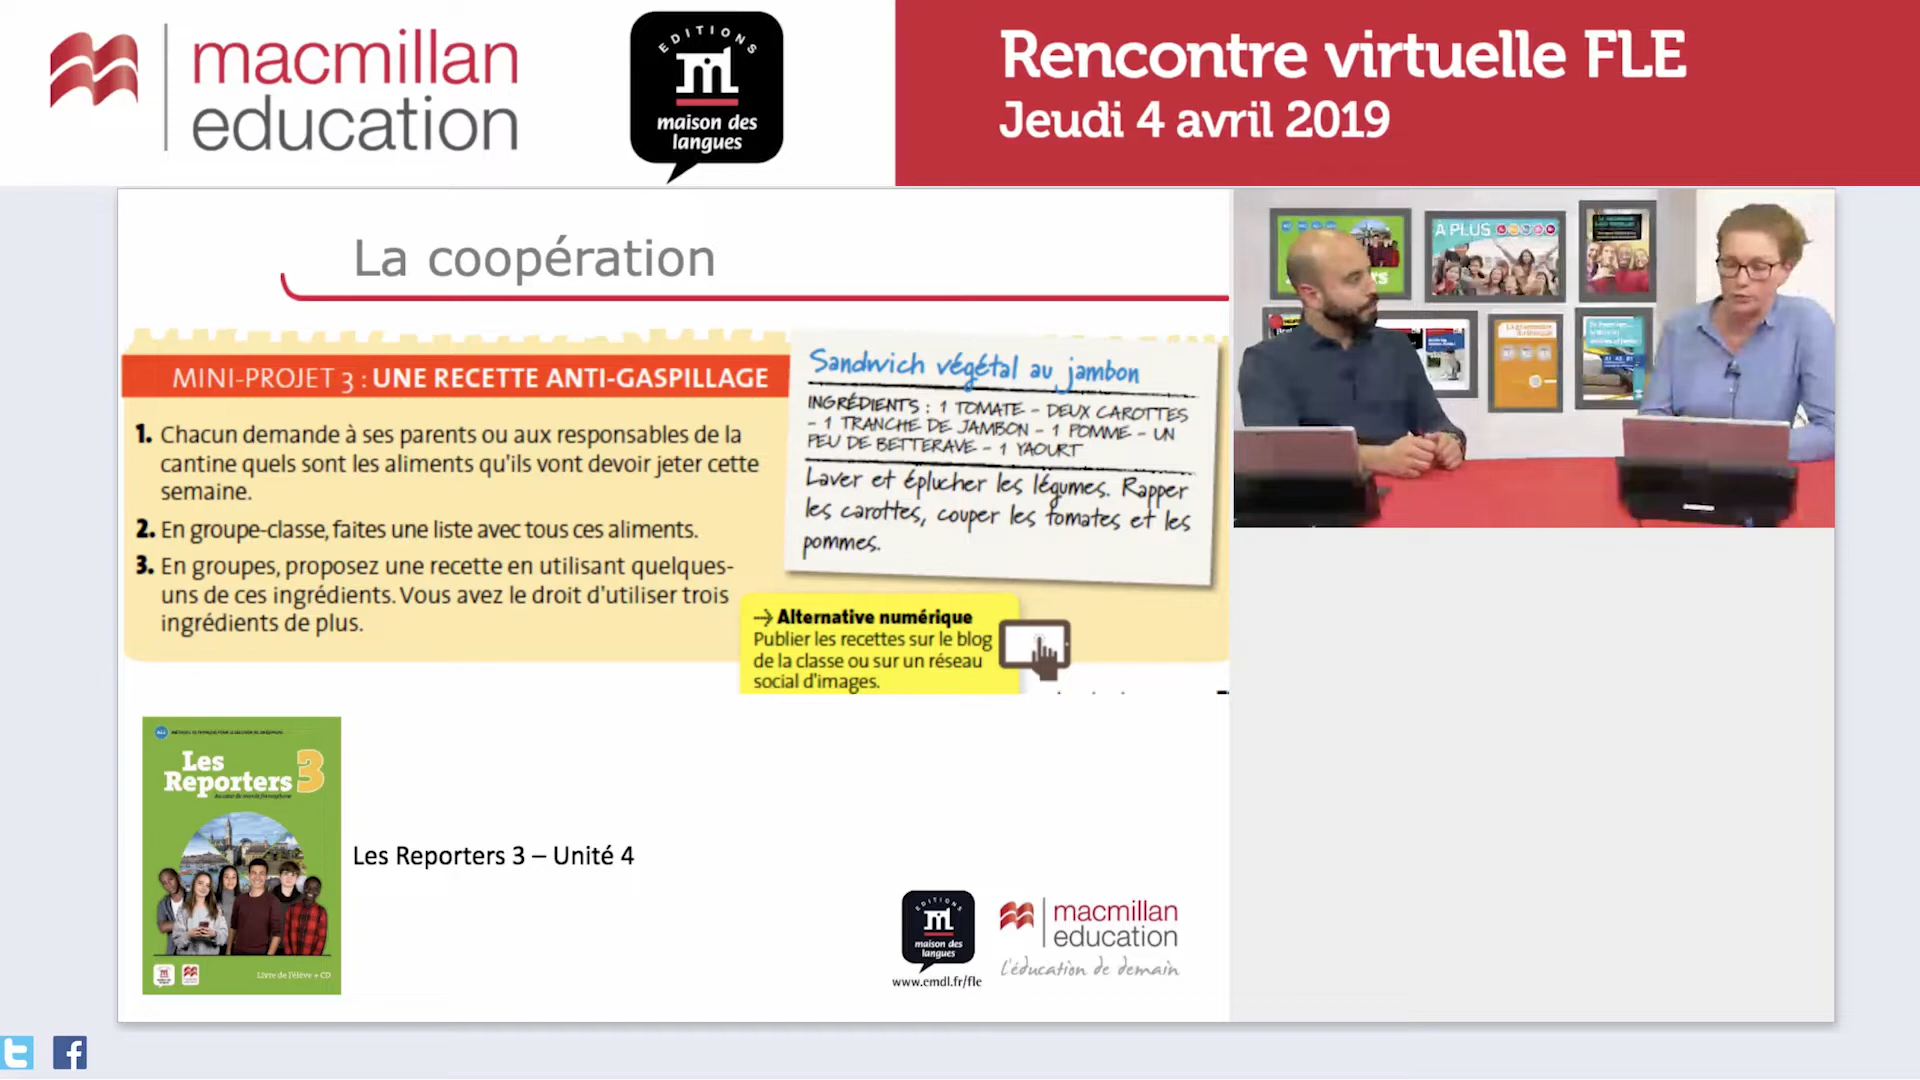 macmillan
education
EDITIONS
maison des
langues
Rencontre virtuelle FLE
Jeudi 4 avril 2019
La coopération
MINI-PROJET 3 : UNE RECETTE ANTI-GASPILLAGE
1. Chacun demande à ses parents ou aux responsables de la
cantine quels sont les aliments qu'ils vont devoir jeter cette
semaine.
2. En groupe-classe, faites une liste avec tous ces aliments.
3. En groupes, proposez une recette en utilisant quelques-
uns de ces ingrédients. Vous avez le droit d'utiliser trois
ingrédients de plus.
Sandwich végétal au jambon
INGRÉDIENTS : 1 TOMATE – DEUX CAROTTES
– 1 TRANCHE DE JAMBON – 1 POMME – UN
PEU DE BETTERAVE – 1 YAOURT
Laver et éplucher les légumes. Rapper
les carottes, couper les tomates et les
pommes.
Alternative numérique
Publier les recettes sur le blog
de la classe ou sur un réseau
social d'images.
A PLUS
Les
Reporters 3
Livre de l'élève + CD
Les Reporters 3 – Unité 4
EDITIONS
maison des
langues
www.emdl.fr/fle
macmillan
education
l'éducation de demain